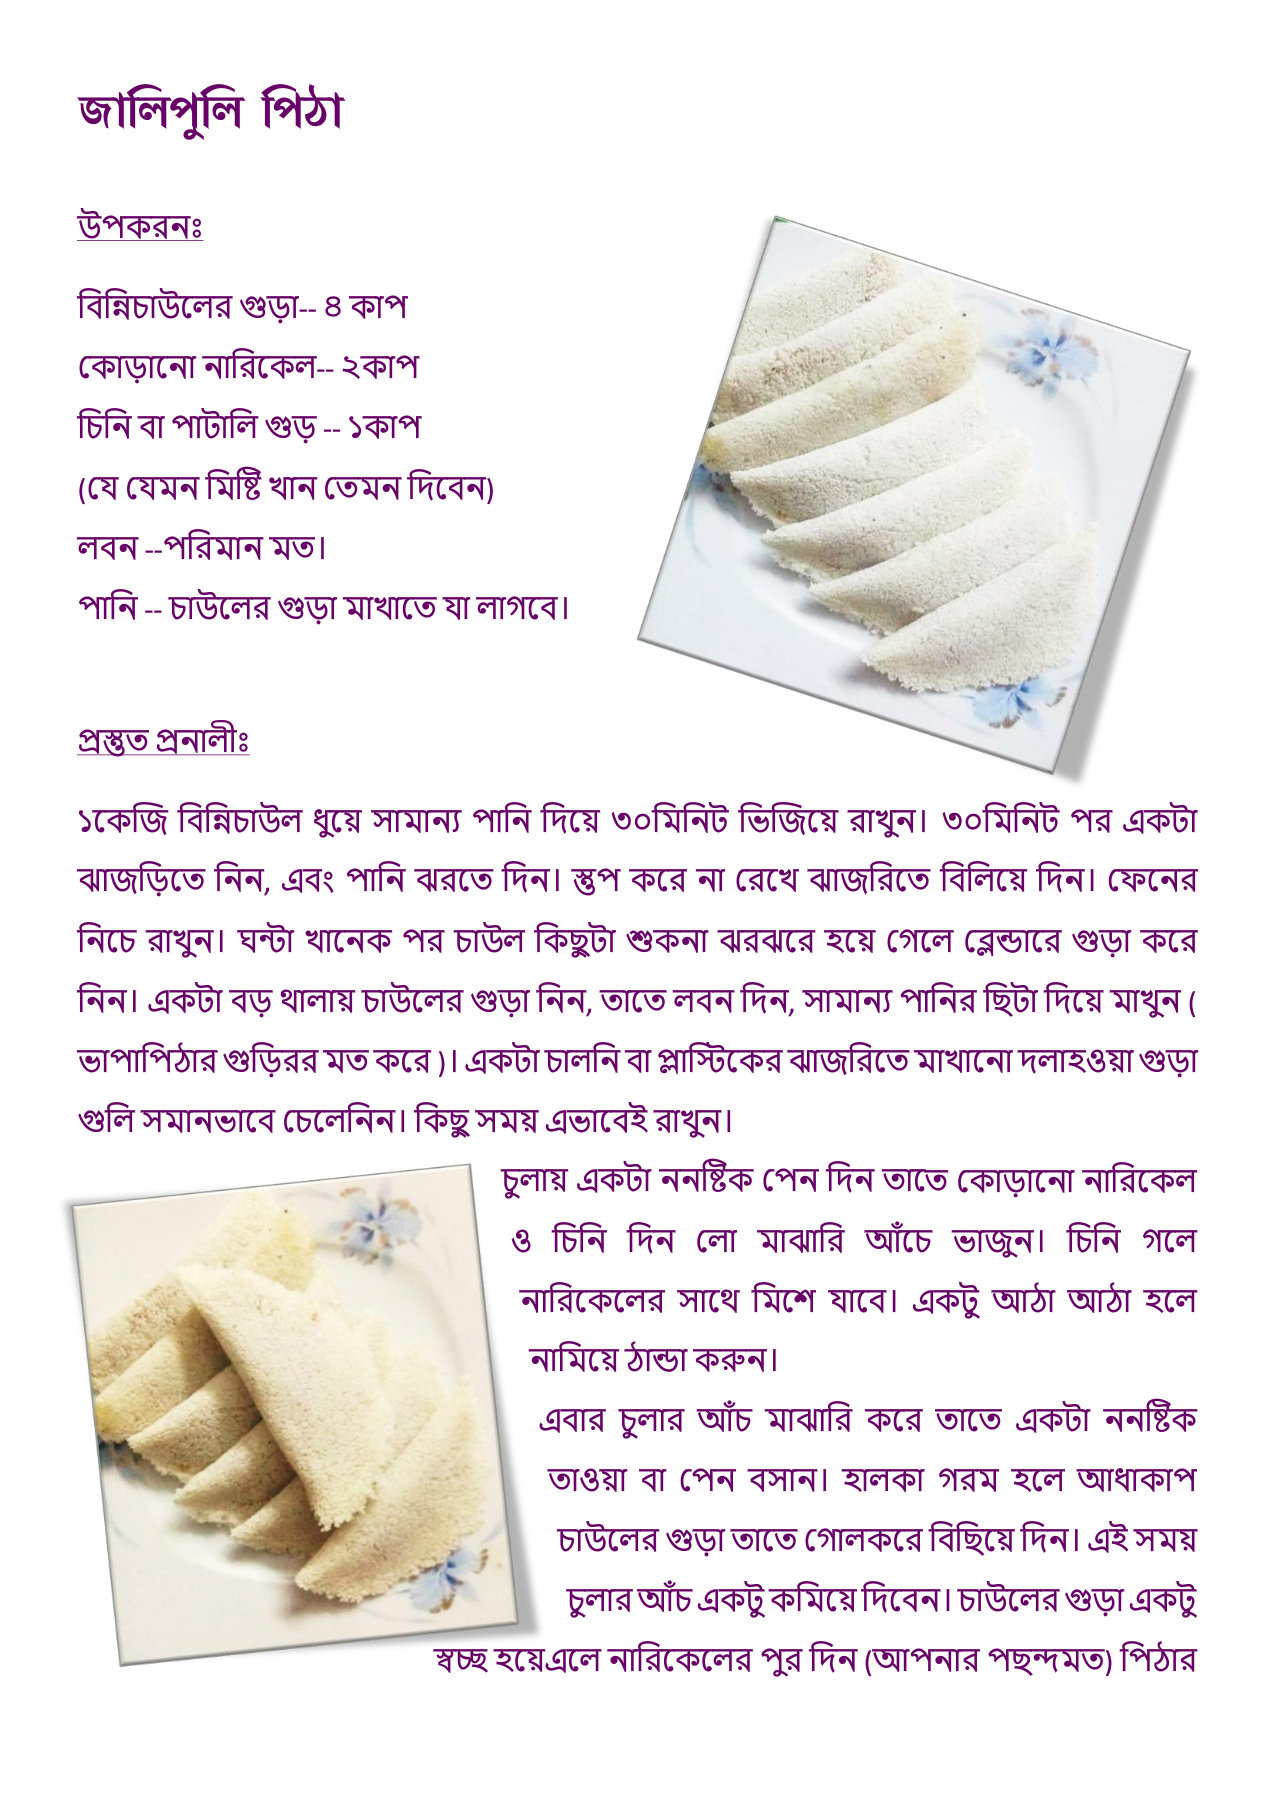 জালিপুলি পিঠা
উপকরনঃ
বিন্নিচাউলের গুড়া-- ৪ কাপ
কোড়ানো নারিকেল-- ২কাপ
চিনি বা পাটালি গুড় -- ১কাপ
(যে যেমন মিষ্টি খান তেমন দিবেন)
লবন --পরিমান মত।
পানি -- চাউলের গুড়া মাখাতে যা লাগবে।
প্রস্তুত প্রনালীঃ
১কেজি বিন্নিচাউল ধুয়ে সামান্য পানি দিয়ে ৩০মিনিট ভিজিয়ে রাখুন। ৩০মিনিট পর একটা
ঝাজড়িতে নিন, এবং পানি ঝরতে দিন। স্তুপ করে না রেখে ঝাজরিতে বিলিয়ে দিন। ফেনের
নিচে রাখুন। ঘন্টা খানেক পর চাউল কিছুটা শুকনা ঝরঝরে হয়ে গেলে ব্লেন্ডারে গুড়া করে
নিন। একটা বড় থালায় চাউলের গুড়া নিন, তাতে লবন দিন, সামান্য পানির ছিটা দিয়ে মাখুন (
ভাপাপিঠার গুড়িরর মত করে )। একটা চালনি বা প্লাস্টিকের ঝাজরিতে মাখানো দলাহওয়া গুড়া
গুলি সমানভাবে চেলেনিন। কিছু সময় এভাবেই রাখুন।
চুলায় একটা ননষ্টিক পেন দিন তাতে কোড়ানো নারিকেল
ও চিনি দিন লো মাঝারি আঁচে ভাজুন। চিনি গলে
নারিকেলের সাথে মিশে যাবে। একটু আঠা আঠা হলে
নামিয়ে ঠান্ডা করুন।
এবার চুলার আঁচ মাঝারি করে তাতে একটা ননষ্টিক
তাওয়া বা পেন বসান। হালকা গরম হলে আধাকাপ
চাউলের গুড়া তাতে গোলকরে বিছিয়ে দিন। এই সময়
চুলার আঁচ একটু কমিয়ে দিবেন। চাউলের গুড়া একটু
স্বচ্ছ হয়েএলে নারিকেলের পুর দিন (আপনার পছন্দমত) পিঠার